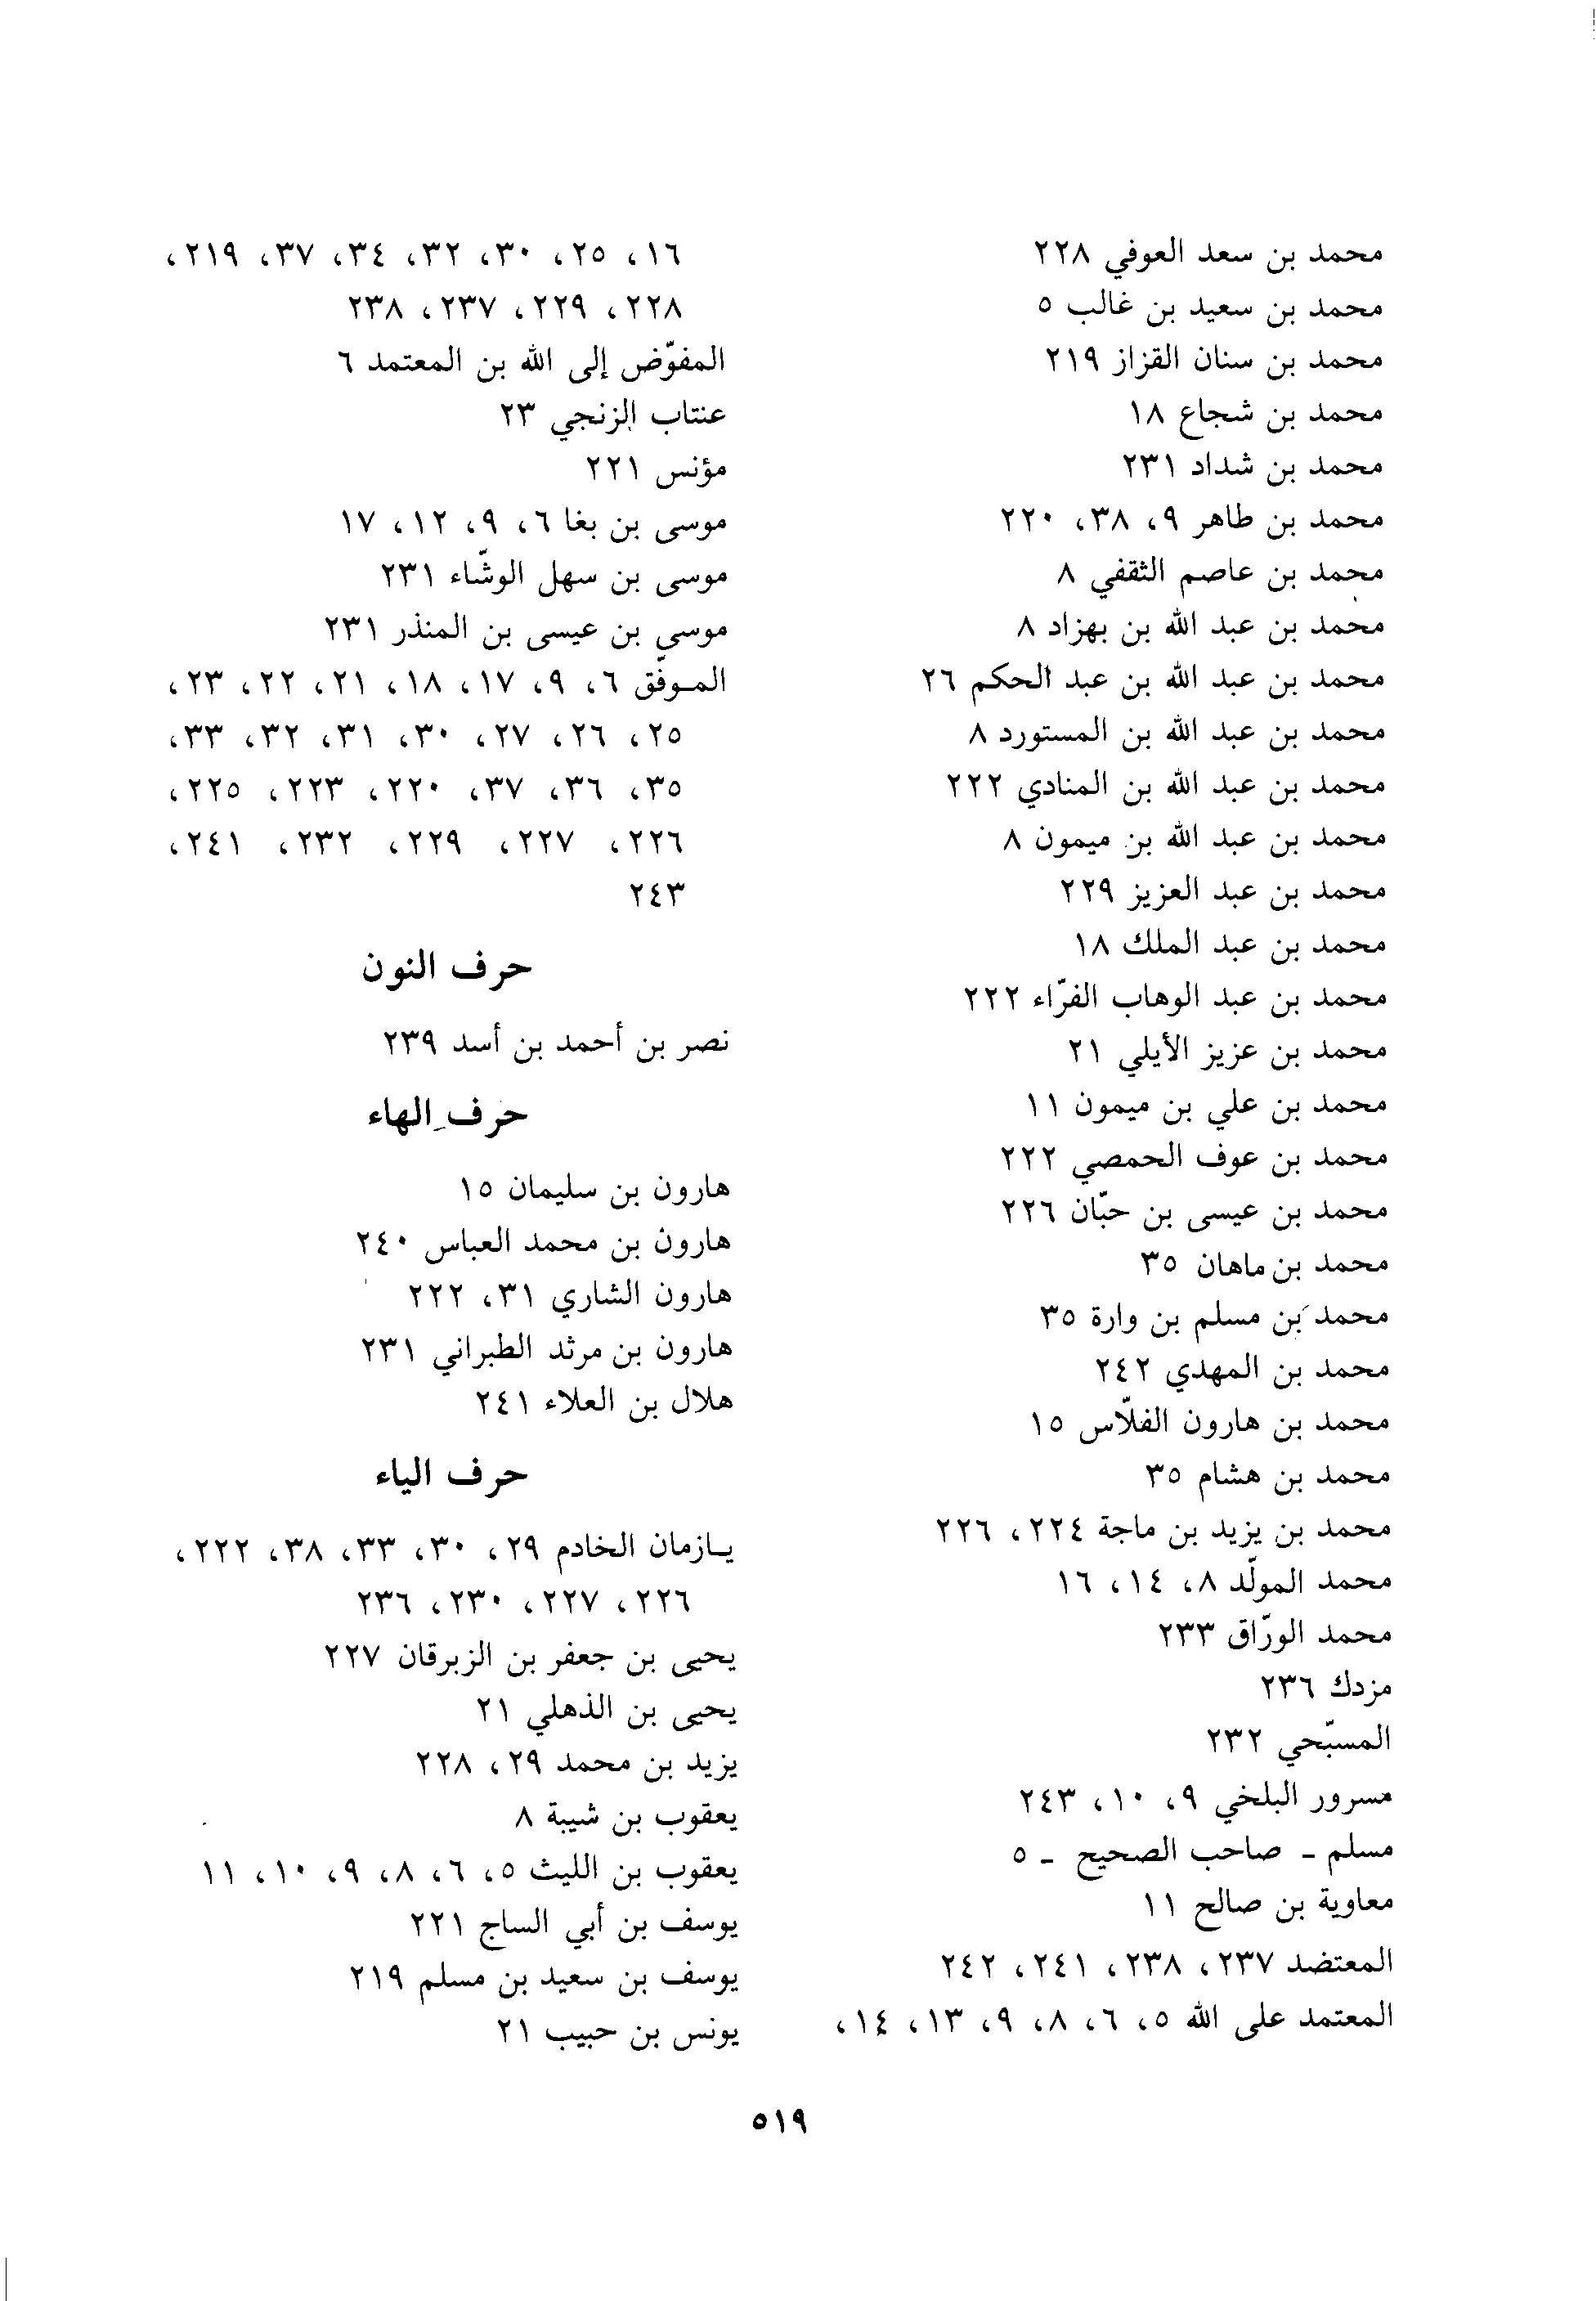 محمد بن سعد العوفي ٢٢٨
محمد بن سعيد بن غالب ٥
محمد بن سنان القزاز ٢١٩
محمد بن شجاع ١٨
محمد بن شداد ٢٣١
محمد بن طاهر ٩، ٣٨، ٢٢٠
محمد بن عاصم الثقفي ٨
محمد بن عبد الله بن بهزاد ٨
محمد بن عبد الله بن عبد الحكم ٢٦
محمد بن عبد الله بن المستورد ٨
محمد بن عبد الله بن المنادي ٢٢٢
محمد بن عبد الله بن ميمون ٨
محمد بن عبد العزيز ٢٢٩
محمد بن عبد الملك ١٨
محمد بن عبد الوهاب الفرّاء ٢٢٢
محمد بن عزيز الأيلي ٢١
محمد بن علي بن ميمون ١١
محمد بن عوف الحمصي ٢٢٢
محمد بن عيسى بن حبّان ٢٢٦
محمد بن ماهان ٣٥
محمد بن مسلم بن وارة ٣٥
محمد بن المهدي ٢٤٢
محمد بن هارون الفلّاس ١٥
محمد بن هشام ٣٥
محمد بن يزيد بن ماجة ٢٢٤، ٢٢٦
محمد المولّد ٨، ١٤، ١٦
محمد الورّاق ٢٣٣
مزدك ٢٣٦
المسبّحي ٢٣٢
مسرور البلخي ٩، ١٠، ٢٤٣
مسلم - صاحب الصحيح - ٥
معاوية بن صالح ١١
المعتضد ٢٣٧، ٢٣٨، ٢٤١، ٢٤٢
المعتمد على الله ٥، ٦، ٨، ٩، ١٣، ١٤،
١٦، ٢٥، ٣٠، ٣٢، ٣٤، ٣٧، ٢١٩،
٢٢٨، ٢٢٩، ٢٣٧، ٢٣٨
المفوّض إلى الله بن المعتمد ٦
عنتاب الزنجي ٢٣
مؤنس ٢٢١
موسى بن بغا ٦، ٩، ١٢، ١٧
موسى بن سهل الوشّاء ٢٣١
موسي بن عيسى بن المنذر ٢٣١
المـوفّق ٦، ٩، ١٧، ١٨، ٢١، ٢٢، ٢٣،
٢٥، ٢٦، ٢٧، ٣٠، ٣١، ٣٢، ٣٣،
٣٥، ٣٦، ٣٧، ٢٢٠، ٢٢٣، ٢٢٥،
٢٢٦، ٢٢٧، ٢٢٩، ٢٣٢، ٢٤١،
٢٤٣
حرف النون
نصر بن أحمد بن أسد ٢٣٩
حرف الهاء
هارون بن سليمان ١٥
هارون بن محمد العباس ٢٤٠
هارون الشاري ٣١، ٢٢٢
هارون بن مرثد الطبراني ٢٣١
هلال بن العلاء ٢٤١
حرف الياء
يـازمان الخادم ٢٩، ٣٠، ٣٣، ٣٨، ٢٢٢،
٢٢٦، ٢٢٧، ٢٣٠، ٢٣٦
يحيى بن جعفر بن الزبرقان ٢٢٧
يحيى بن الذهلي ٢١
يزيد بن محمد ٢٩، ٢٢٨
يعقوب بن شيبة ٨
يعقوب بن الليث ٥، ٦، ٨، ٩، ١٠، ١١
يوسف بن أبي الساج ٢٢١
يوسف بن سعيد بن مسلم ٢١٩
يونس بن حبيب ٢١
٥١٩